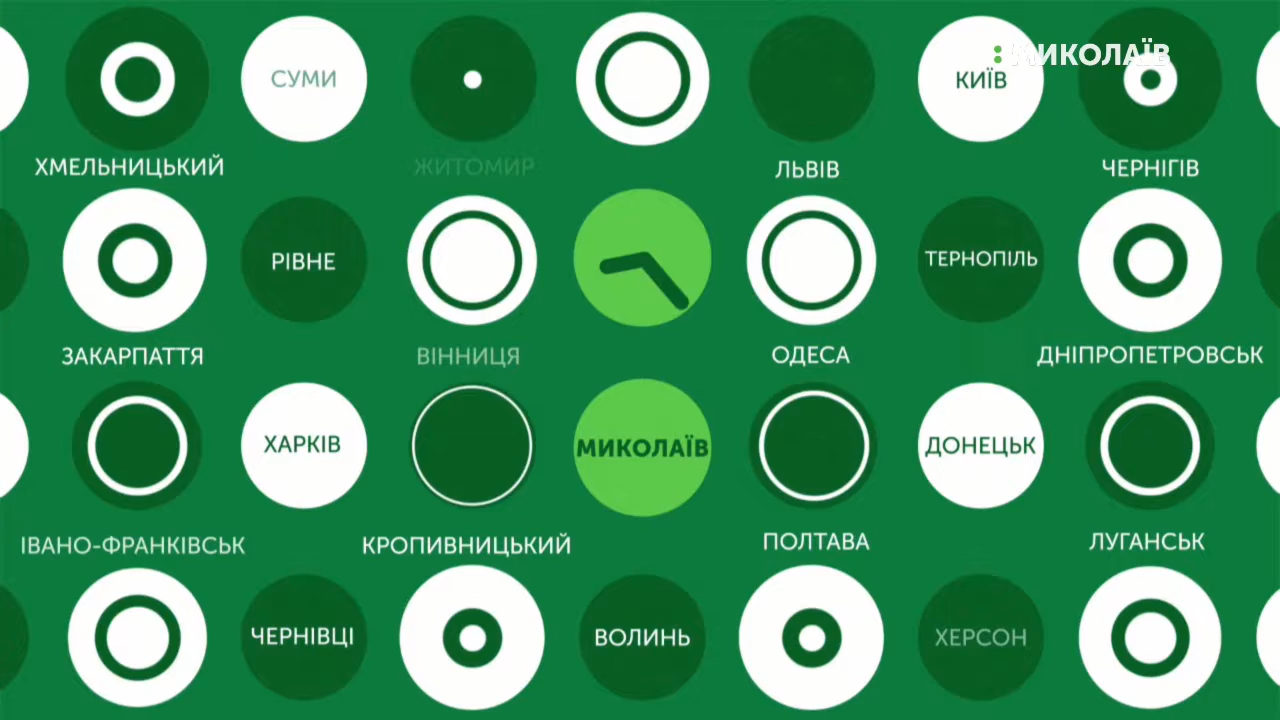 : МИКОЛАЇВ
СУМИ
КИЇВ
ХМЕЛЬНИЦЬКИЙ
ЖИТОМИР
ЛЬВІВ
ЧЕРНІГІВ
РІВНЕ
ТЕРНОПІЛЬ
ЗАКАРПАТТЯ
ВІННИЦЯ
ОДЕСА
ДНІПРОПЕТРОВСЬК
ХАРКІВ
МИКОЛАЇВ
ДОНЕЦЬК
ІВАНО-ФРАНКІВСЬК
КРОПИВНИЦЬКИЙ
ПОЛТАВА
ЛУГАНСЬК
ЧЕРНІВЦІ
ВОЛИНЬ
ХЕРСОН